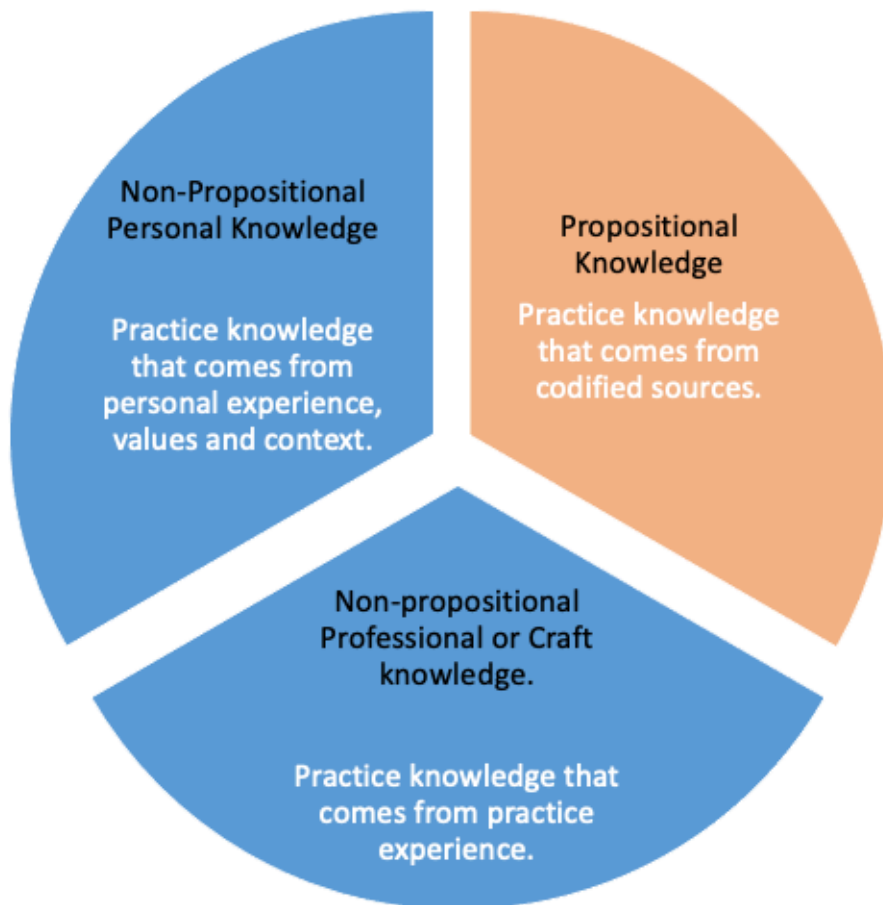 Non-Propositional
Personal Knowledge
Practice knowledge
that comes from
personal experience,
values and context.
Propositional
Knowledge
Practice knowledge
that comes from
codified sources.
Non-propositional
Professional or Craft
knowledge.
Practice knowledge that
comes from practice
experience.